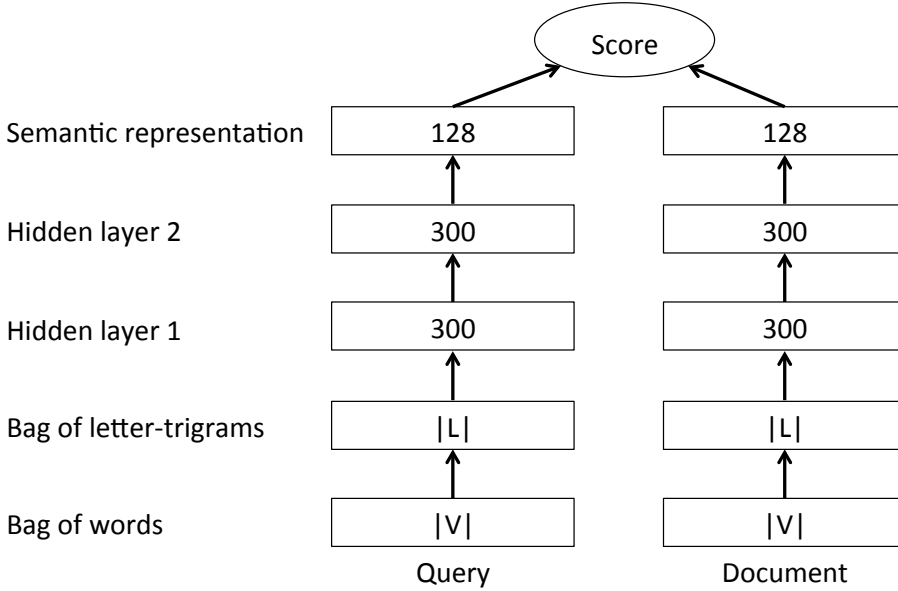 Score
Semantic representation 128 128
Hidden layer 2 300 300
Hidden layer 1 300 300
Bag of letter-trigrams |L| |L|
Bag of words |V| |V|
Query Document